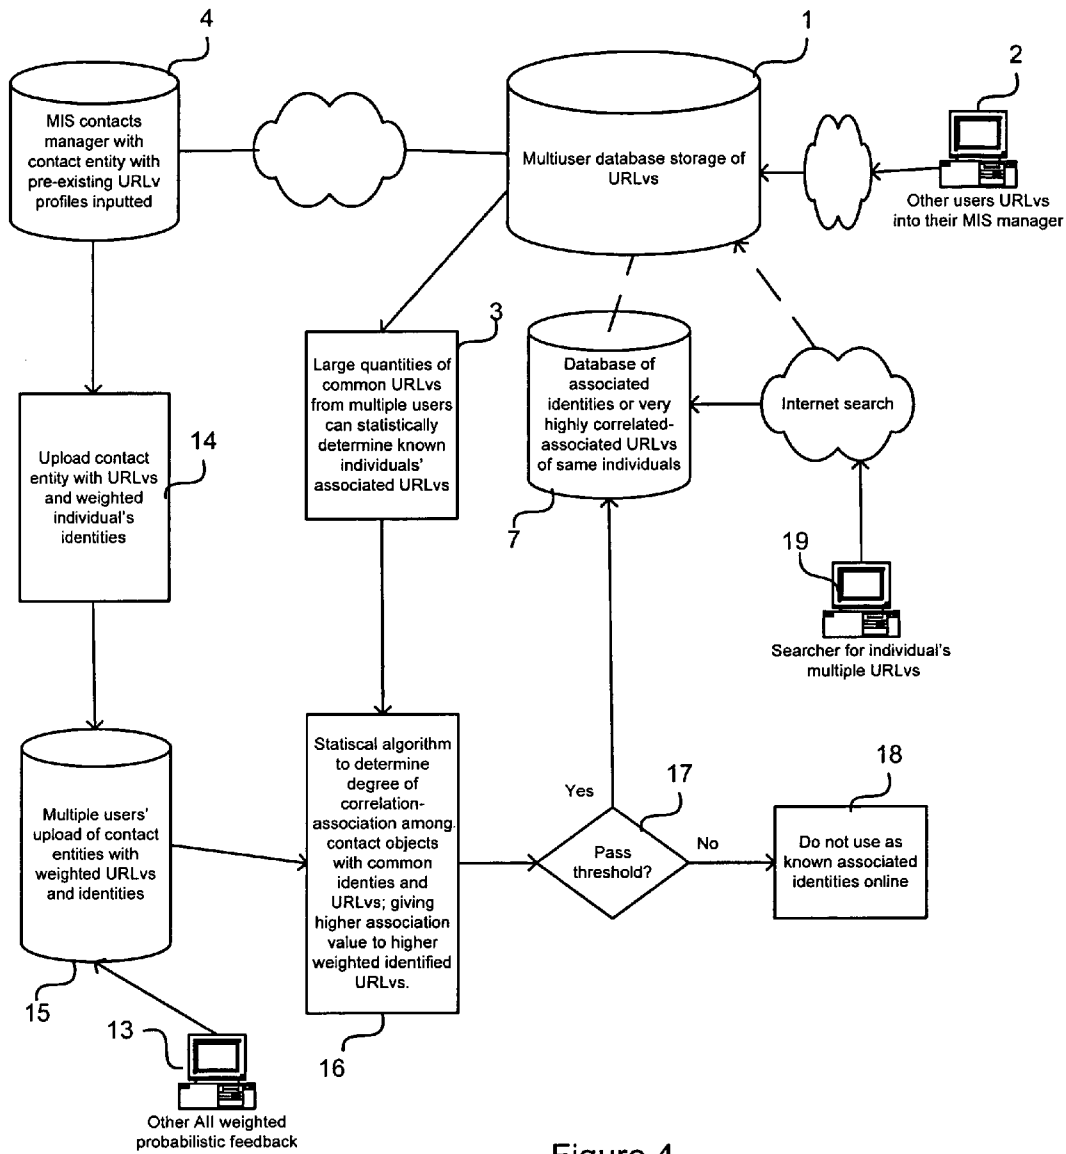 4
1
2
MIS contacts
manager with
contact entity with
pre-existing URLv
profiles inputted
Multiuser database storage of
URLvs
Other users URLvs
into their MIS manager
3
Large quantities of
common URLvs
from multiple users
can statistically
determine known
individuals'
associated URLvs
Database of
associated
identities or very
highly correlated-
associated URLvs
of same individuals
Internet search
14
Upload contact
entity with URLvs
and weighted
individual's
identities
7
19
Searcher for individual's
multiple URLvs
Multiple users'
upload of contact
entities with
weighted URLvs
and identities
15
Statiscal algorithm
to determine
degree of
correlation-
association among
contact objects
with common
identies and
URLvs; giving
higher association
value to higher
weighted identified
URLvs.
16
Yes
17
Pass
threshold?
No
18
Do not use as
known associated
identities online
13
Other All weighted
probabilistic feedback
Figure 4